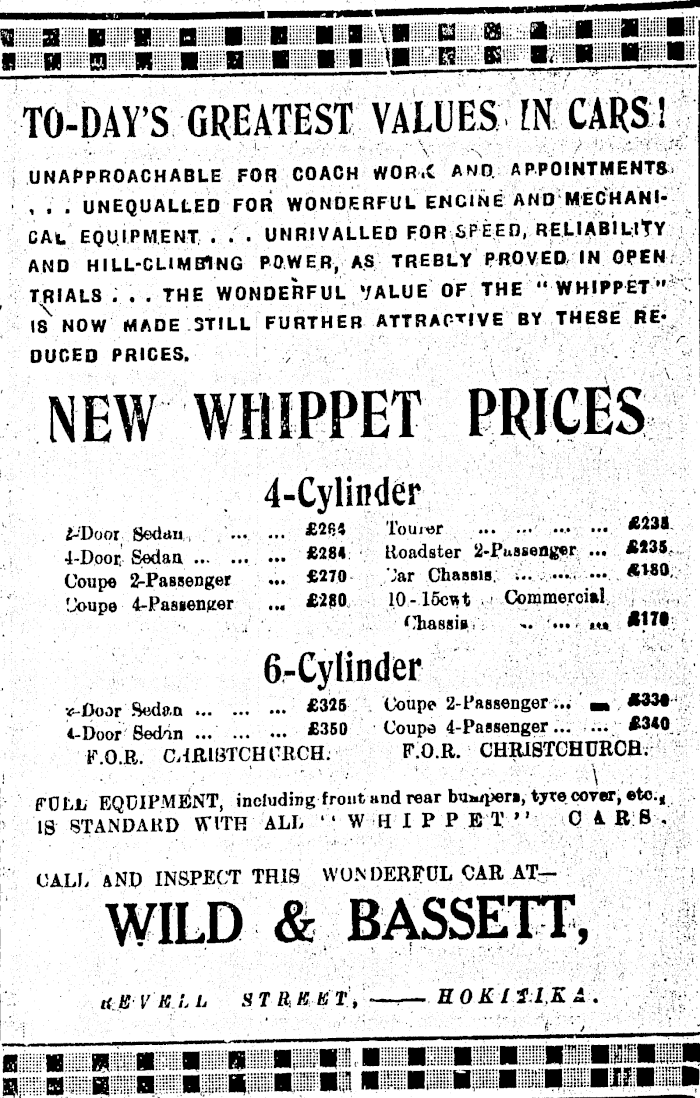 TO-DAY'S GREATEST VALUES IN CARS!
UNAPPROACHABLE FOR COACH WORK AND APPOINTMENTS
. . . UNEQUALLED FOR WONDERFUL ENGINE AND MECHANI-
CAL EQUIPMENT . . . UNRIVALLED FOR SPEED, RELIABILITY
AND HILL-CLIMBING POWER, AS TREBLY PROVED IN OPEN
TRIALS . . . THE WONDERFUL VALUE OF THE "WHIPPET"
IS NOW MADE STILL FURTHER ATTRACTIVE BY THESE RE-
DUCED PRICES.
NEW WHIPPET PRICES
4-Cylinder
2-Door Sedan ... ... £264
4-Door Sedan ... ... ... £284
Coupe 2-Passenger ... £270
Coupe 4-Passenger ... £280
Tourer ... ... ... ... £235
Roadster 2-Passenger ... £235
Car Chassis ... ... ... £180
10-15cwt Commercial
Chassis ... ... ... £170
6-Cylinder
2-Door Sedan ... ... ... £325
4-Door Sedan ... ... ... £350
F.O.R. CHRISTCHURCH.
Coupe 2-Passenger ... £330
Coupe 4-Passenger ... ... £340
F.O.R. CHRISTCHURCH.
FULL EQUIPMENT, including front and rear bumpers, tyre cover, etc.,
IS STANDARD WITH ALL "WHIPPET" CARS.
CALL AND INSPECT THIS WONDERFUL CAR AT—
WILD & BASSETT,
REVELL STREET, —— HOKITIKA.